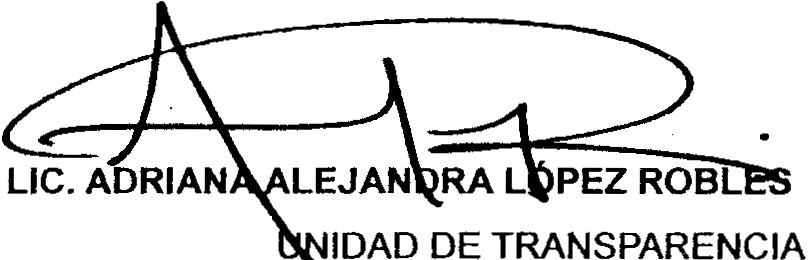 LIC. ADRIANA ALEJANDRA LÓPEZ ROBLES
UNIDAD DE TRANSPARENCIA